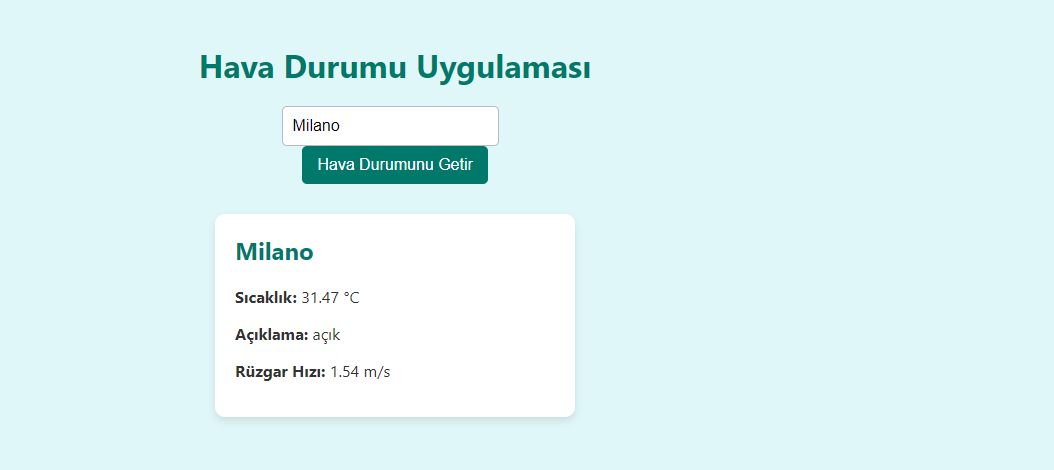 Hava Durumu Uygulaması
Milano
Hava Durumunu Getir
Milano
Sıcaklık: 31.47 °C
Açıklama: açık
Rüzgar Hızı: 1.54 m/s